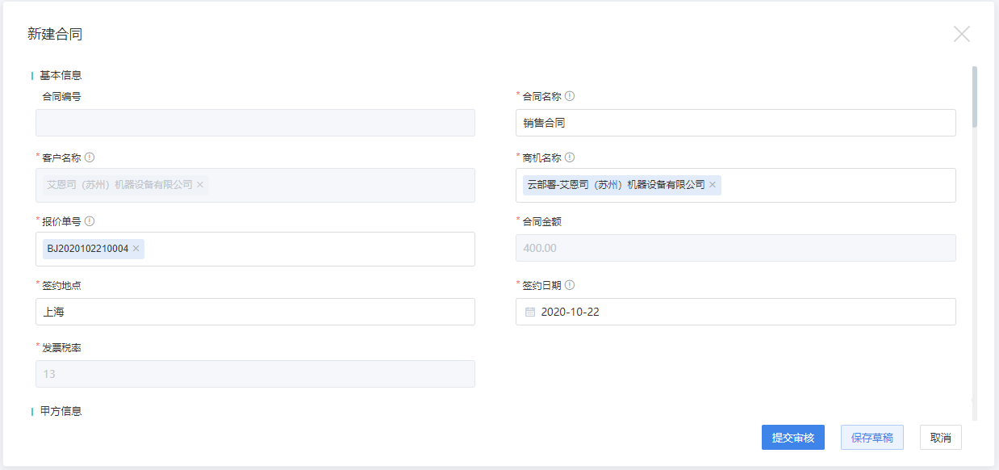 新建合同
基本信息
合同编号
* 合同名称
销售合同
* 客户名称
* 商机名称
艾恩司（苏州）机器设备有限公司 ×
云部署-艾恩司（苏州）机器设备有限公司 ×
* 报价单号
* 合同金额
BJ2020102210004 ×
400.00
* 签约地点
* 签约日期
上海
2020-10-22
* 发票税率
13
甲方信息
提交审核 保存草稿 取消